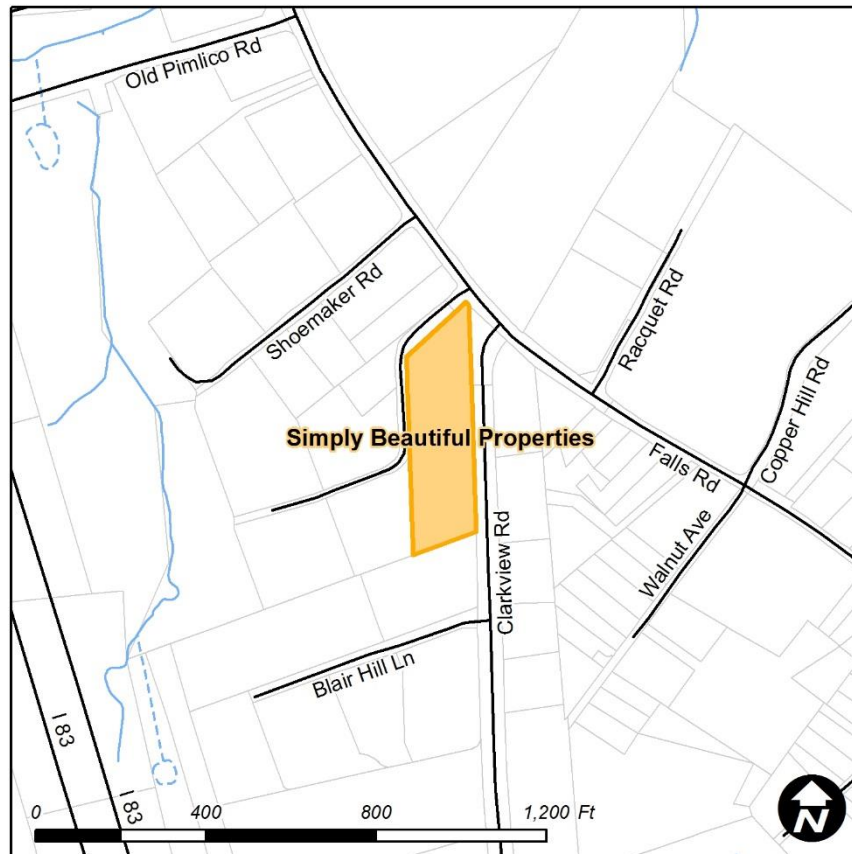 Old Pimlico Rd
Shoemaker Rd
Racquet Rd
Copper Hill Rd
Simply Beautiful Properties
Falls Rd
Clarkview Rd
Walnut Ave
Blair Hill Ln
I 83
I 83
0 400 800 1,200 Ft
N